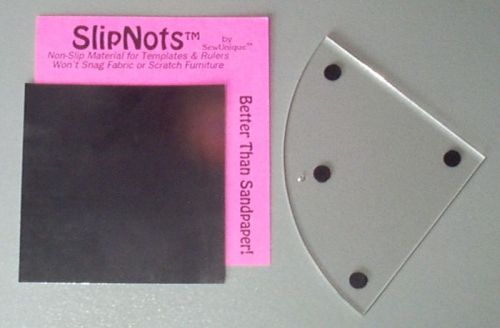 SlipNots™
by
SewUnique™
Non-Slip Material for Templates & Rulers
Won't Snag Fabric or Scratch Furniture
Better Than Sandpaper!